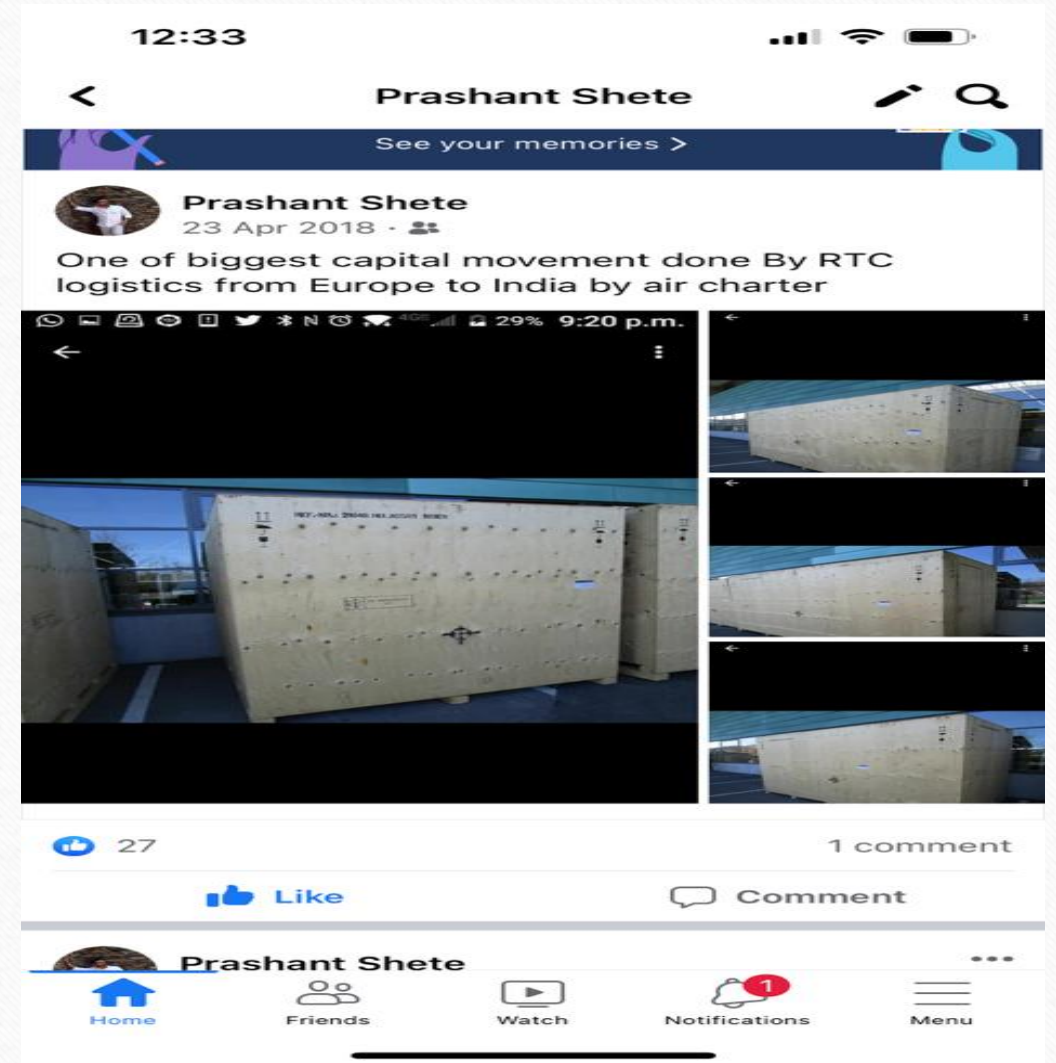 12:33
Prashant Shete
See your memories >
Prashant Shete
23 Apr 2018 ·
One of biggest capital movement done By RTC
logistics from Europe to India by air charter
4GE 29% 9:20 p.m.
27
1 comment
Like
Comment
Prashant Shete
1
Home
Friends
Watch
Notifications
Menu